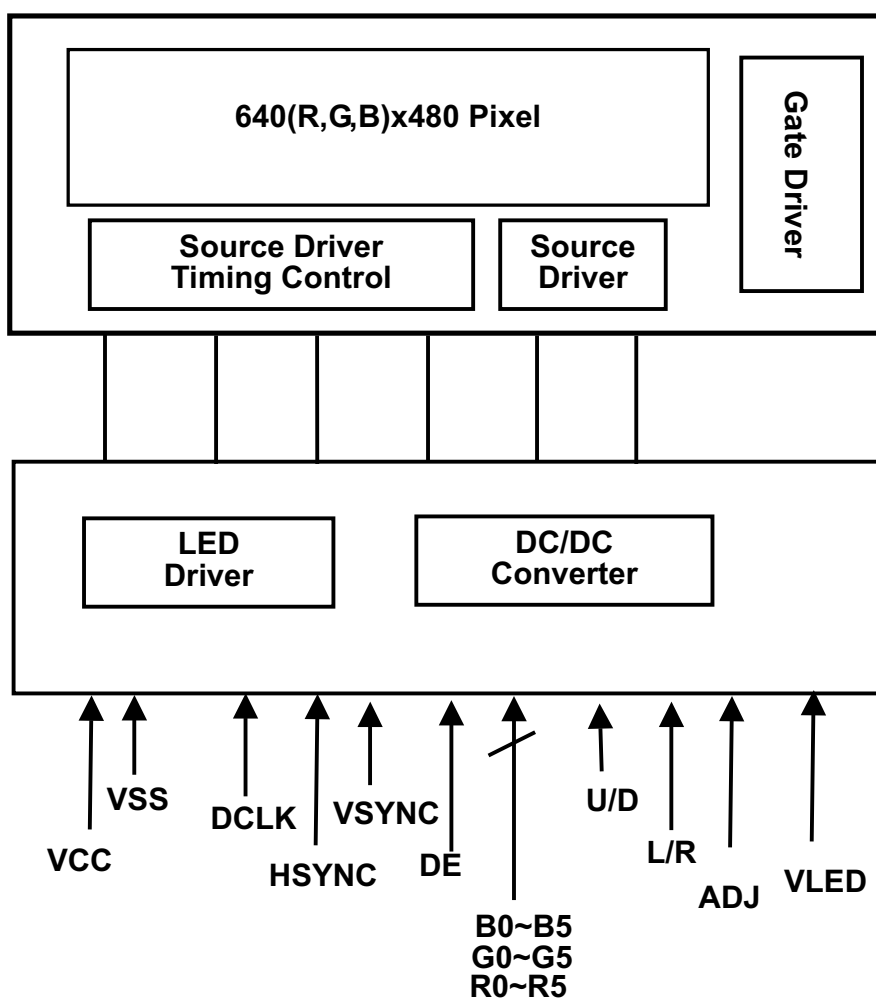 640(R,G,B)x480 Pixel
Gate Driver
Source Driver
Timing Control
Source
Driver
LED
Driver
DC/DC
Converter
VCC
VSS
DCLK
HSYNC
VSYNC
DE
B0~B5
G0~G5
R0~R5
U/D
L/R
ADJ
VLED